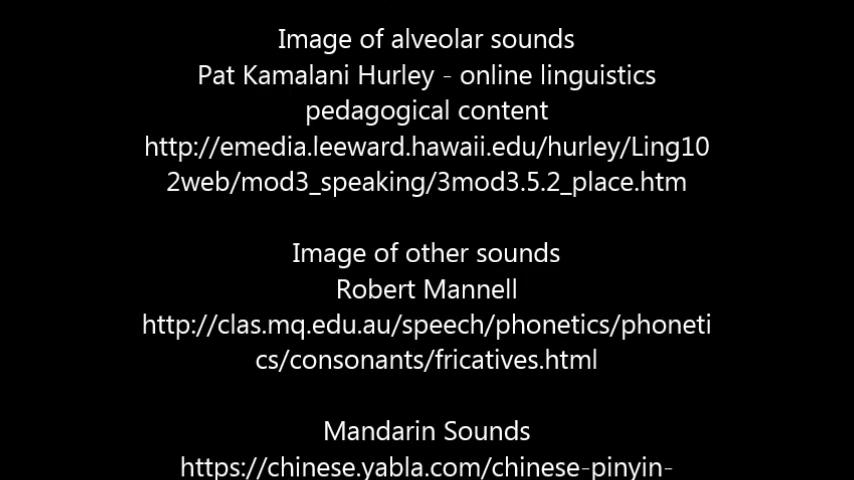 Image of alveolar sounds
Pat Kamalani Hurley - online linguistics
pedagogical content
http://emedia.leeward.hawaii.edu/hurley/Ling10
2web/mod3_speaking/3mod3.5.2_place.htm
Image of other sounds
Robert Mannell
http://clas.mq.edu.au/speech/phonetics/phoneti
cs/consonants/fricatives.html
Mandarin Sounds
https://chinese.yabla.com/chinese-pinyin-